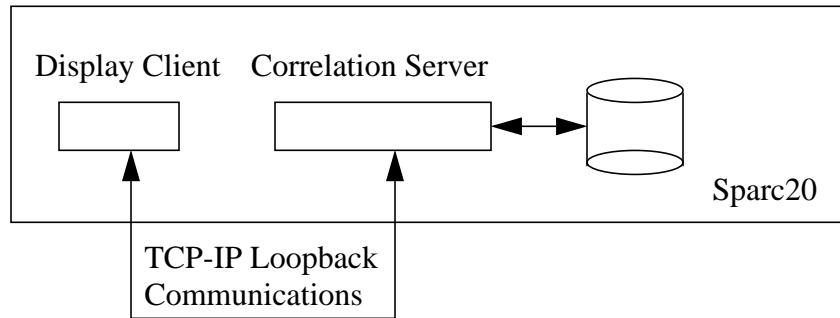 Display Client
Correlation Server
Sparc20
TCP-IP Loopback
Communications